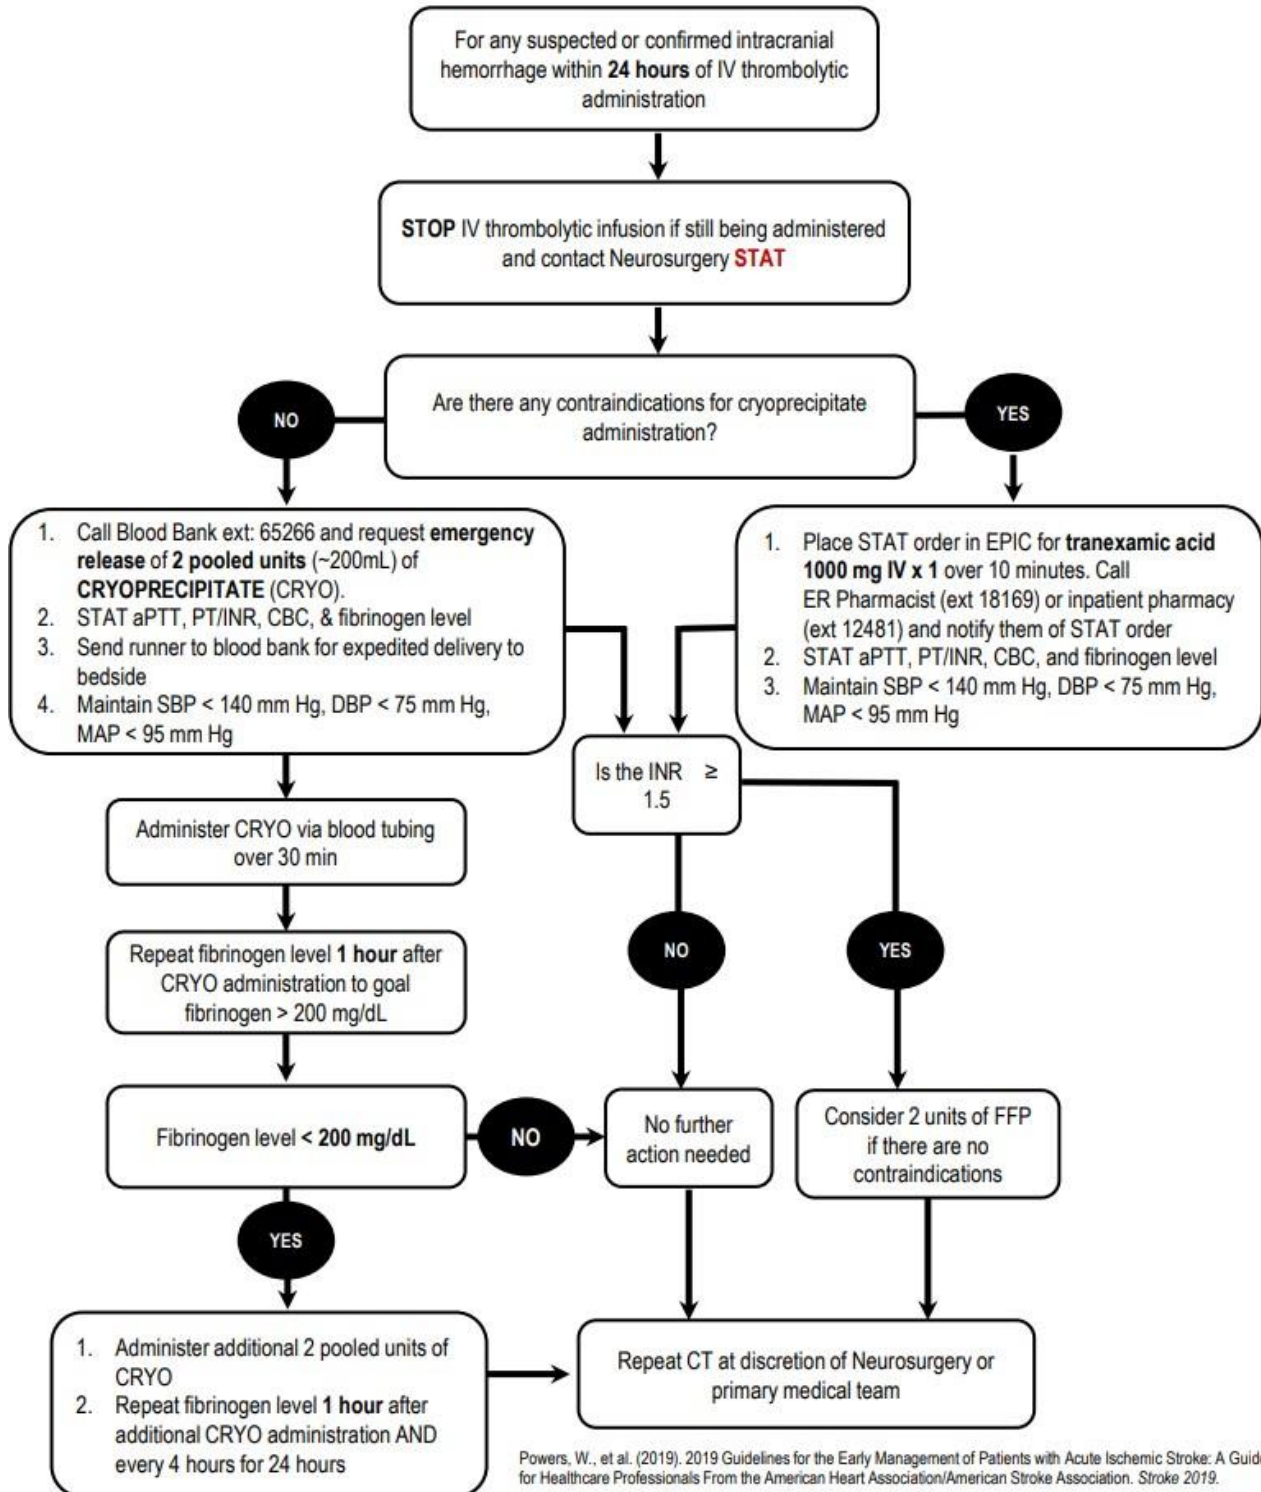 For any suspected or confirmed intracranial
hemorrhage within 24 hours of IV thrombolytic
administration
STOP IV thrombolytic infusion if still being administered
and contact Neurosurgery STAT
Are there any contraindications for cryoprecipitate
administration?
NO
YES
1. Call Blood Bank ext: 65266 and request emergency
release of 2 pooled units (~200mL) of
CRYOPRECIPITATE (CRYO).
2. STAT aPTT, PT/INR, CBC, & fibrinogen level
3. Send runner to blood bank for expedited delivery to
bedside
4. Maintain SBP < 140 mm Hg, DBP < 75 mm Hg,
MAP < 95 mm Hg
1. Place STAT order in EPIC for tranexamic acid
1000 mg IV x 1 over 10 minutes. Call
ER Pharmacist (ext 18169) or inpatient pharmacy
(ext 12481) and notify them of STAT order
2. STAT aPTT, PT/INR, CBC, and fibrinogen level
3. Maintain SBP < 140 mm Hg, DBP < 75 mm Hg,
MAP < 95 mm Hg
Is the INR ≥
1.5
Administer CRYO via blood tubing
over 30 min
Repeat fibrinogen level 1 hour after
CRYO administration to goal
fibrinogen > 200 mg/dL
NO
YES
Fibrinogen level < 200 mg/dL
NO
No further
action needed
Consider 2 units of FFP
if there are no
contraindications
YES
1. Administer additional 2 pooled units of
CRYO
2. Repeat fibrinogen level 1 hour after
additional CRYO administration AND
every 4 hours for 24 hours
Repeat CT at discretion of Neurosurgery or
primary medical team
Powers, W., et al. (2019). 2019 Guidelines for the Early Management of Patients with Acute Ischemic Stroke: A Guide
for Healthcare Professionals From the American Heart Association/American Stroke Association. Stroke 2019.